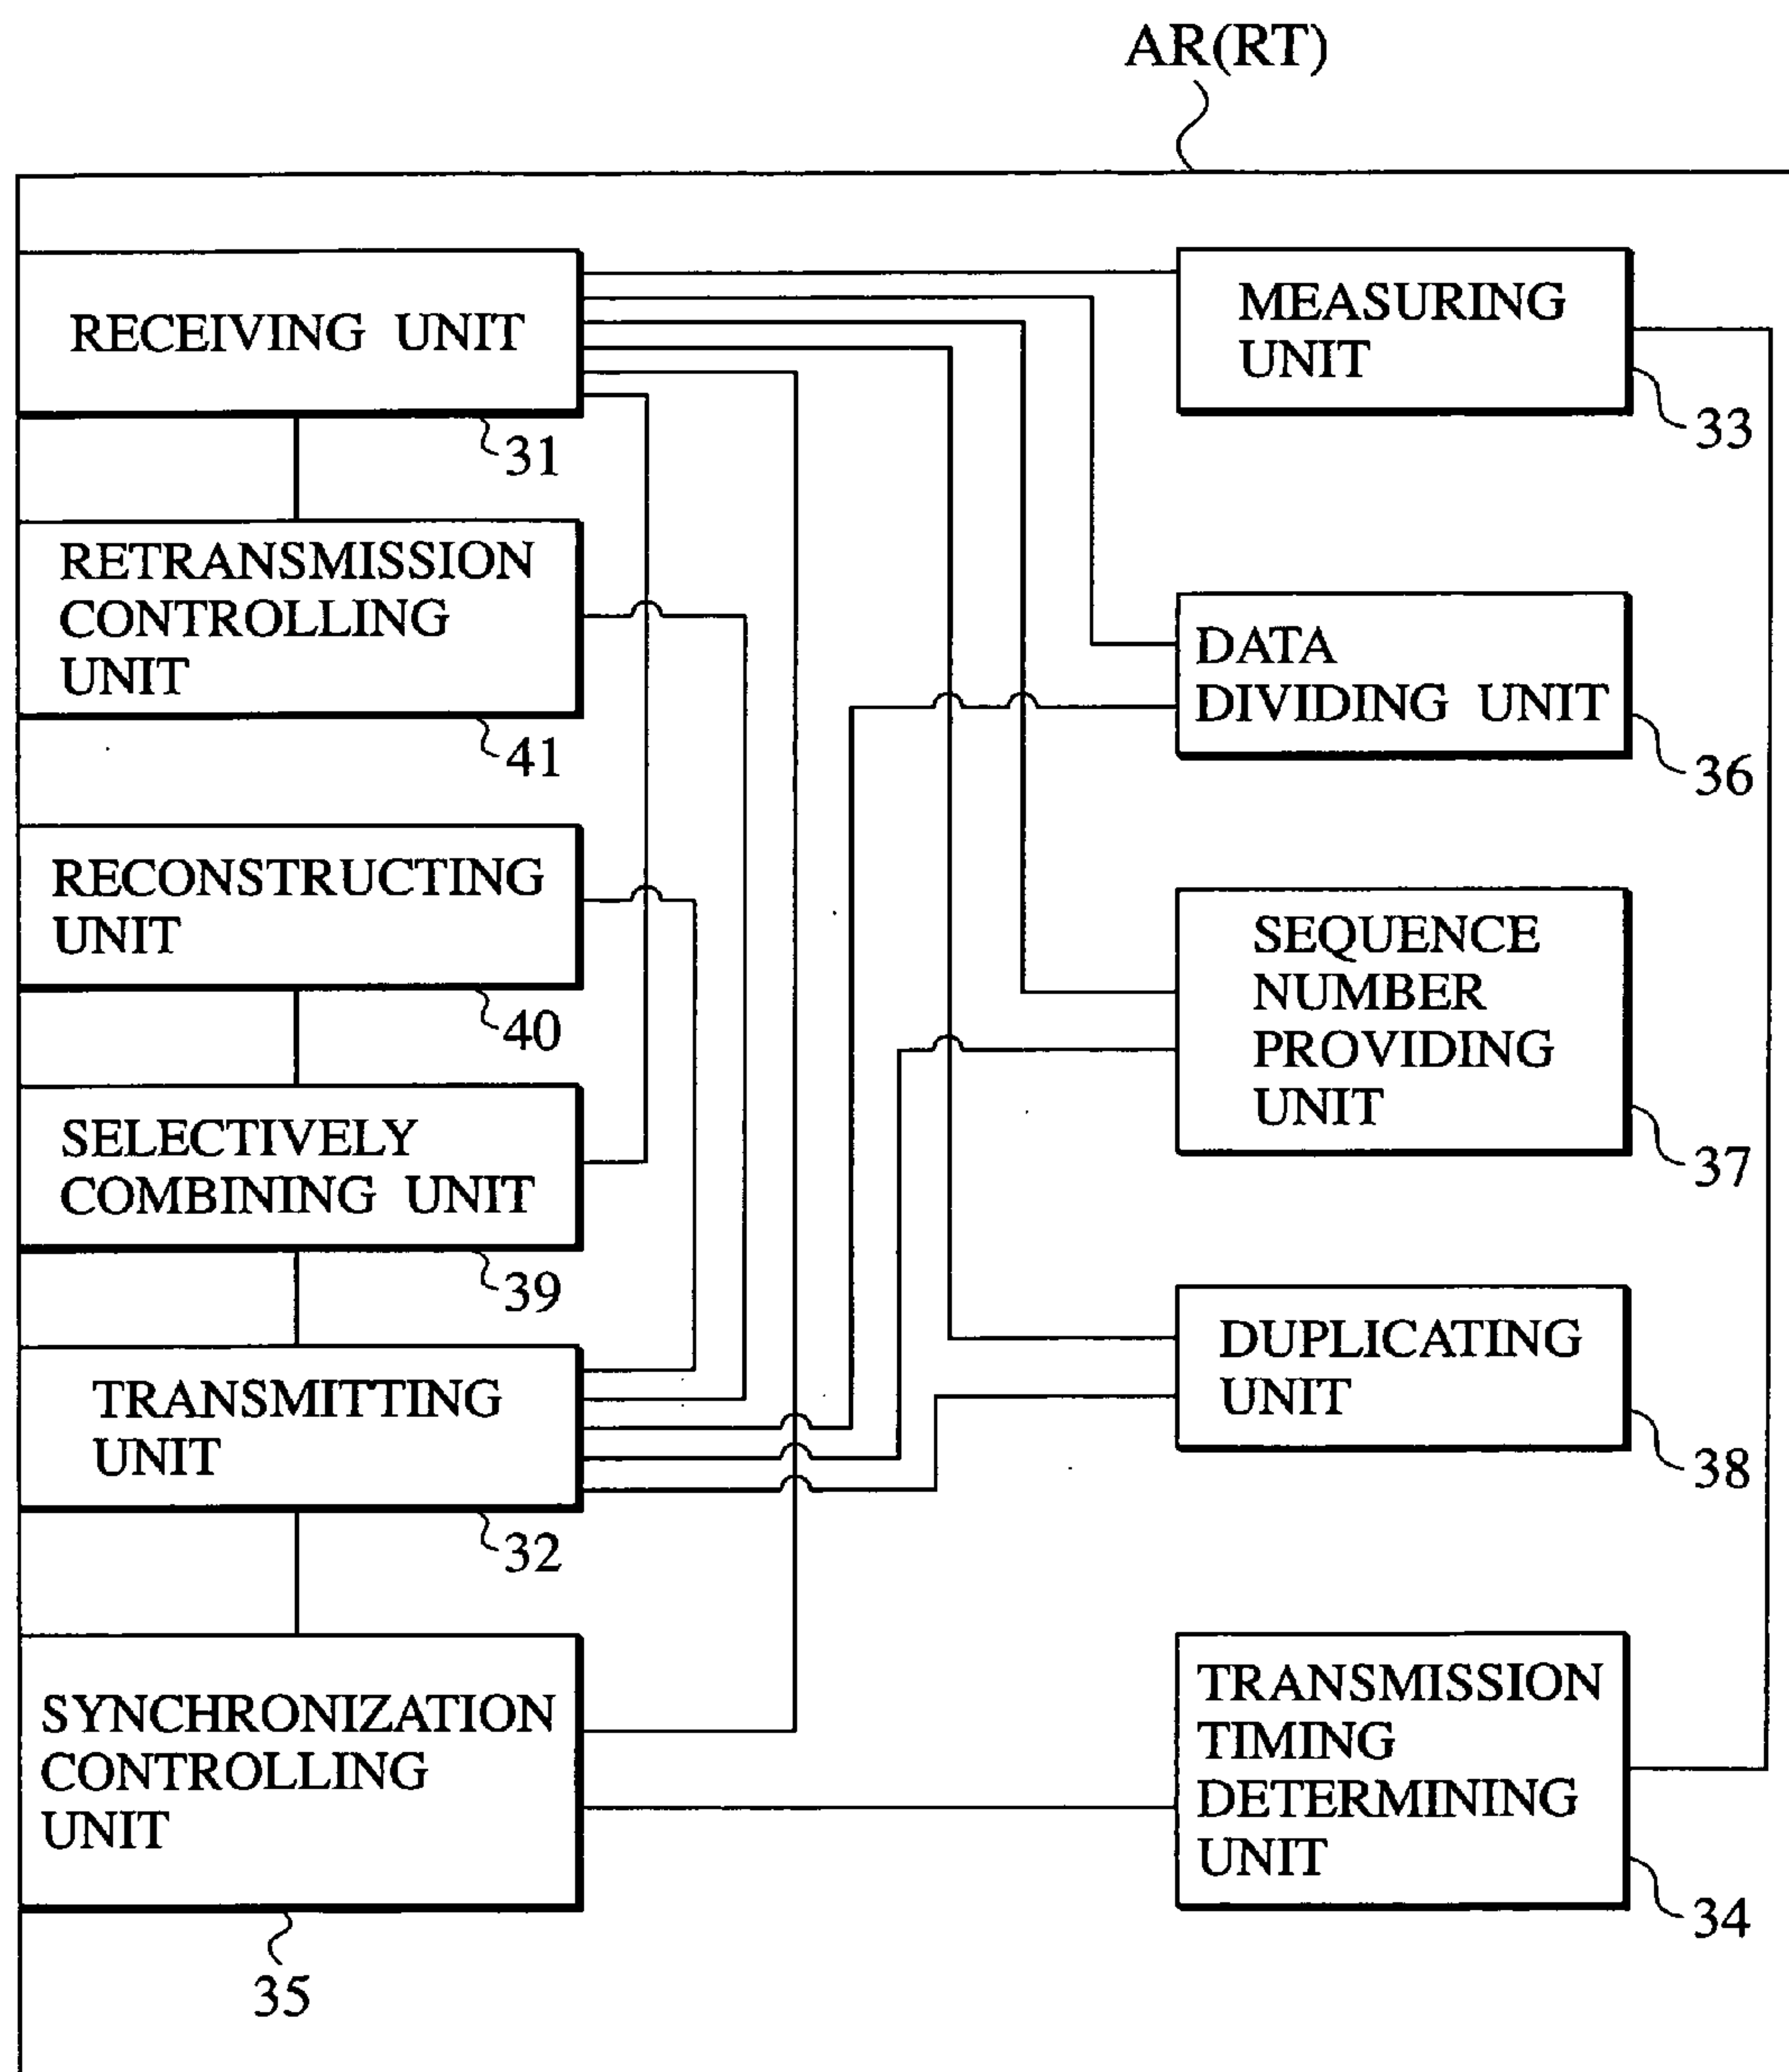 AR(RT)
RECEIVING UNIT
31
RETRANSMISSION
CONTROLLING
UNIT
41
RECONSTRUCTING
UNIT
40
SELECTIVELY
COMBINING UNIT
39
TRANSMITTING
UNIT
32
SYNCHRONIZATION
CONTROLLING
UNIT
35
MEASURING
UNIT
33
DATA
DIVIDING UNIT
36
SEQUENCE
NUMBER
PROVIDING
UNIT
37
DUPLICATING
UNIT
38
TRANSMISSION
TIMING
DETERMINING
UNIT
34